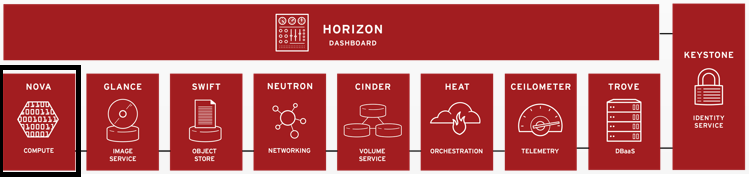 HORIZON
DASHBOARD
KEYSTONE
IDENTITY
SERVICE
NOVA
COMPUTE
GLANCE
IMAGE
SERVICE
SWIFT
OBJECT
STORE
NEUTRON
NETWORKING
CINDER
VOLUME
SERVICE
HEAT
ORCHESTRATION
CEILOMETER
TELEMETRY
TROVE
DBaaS